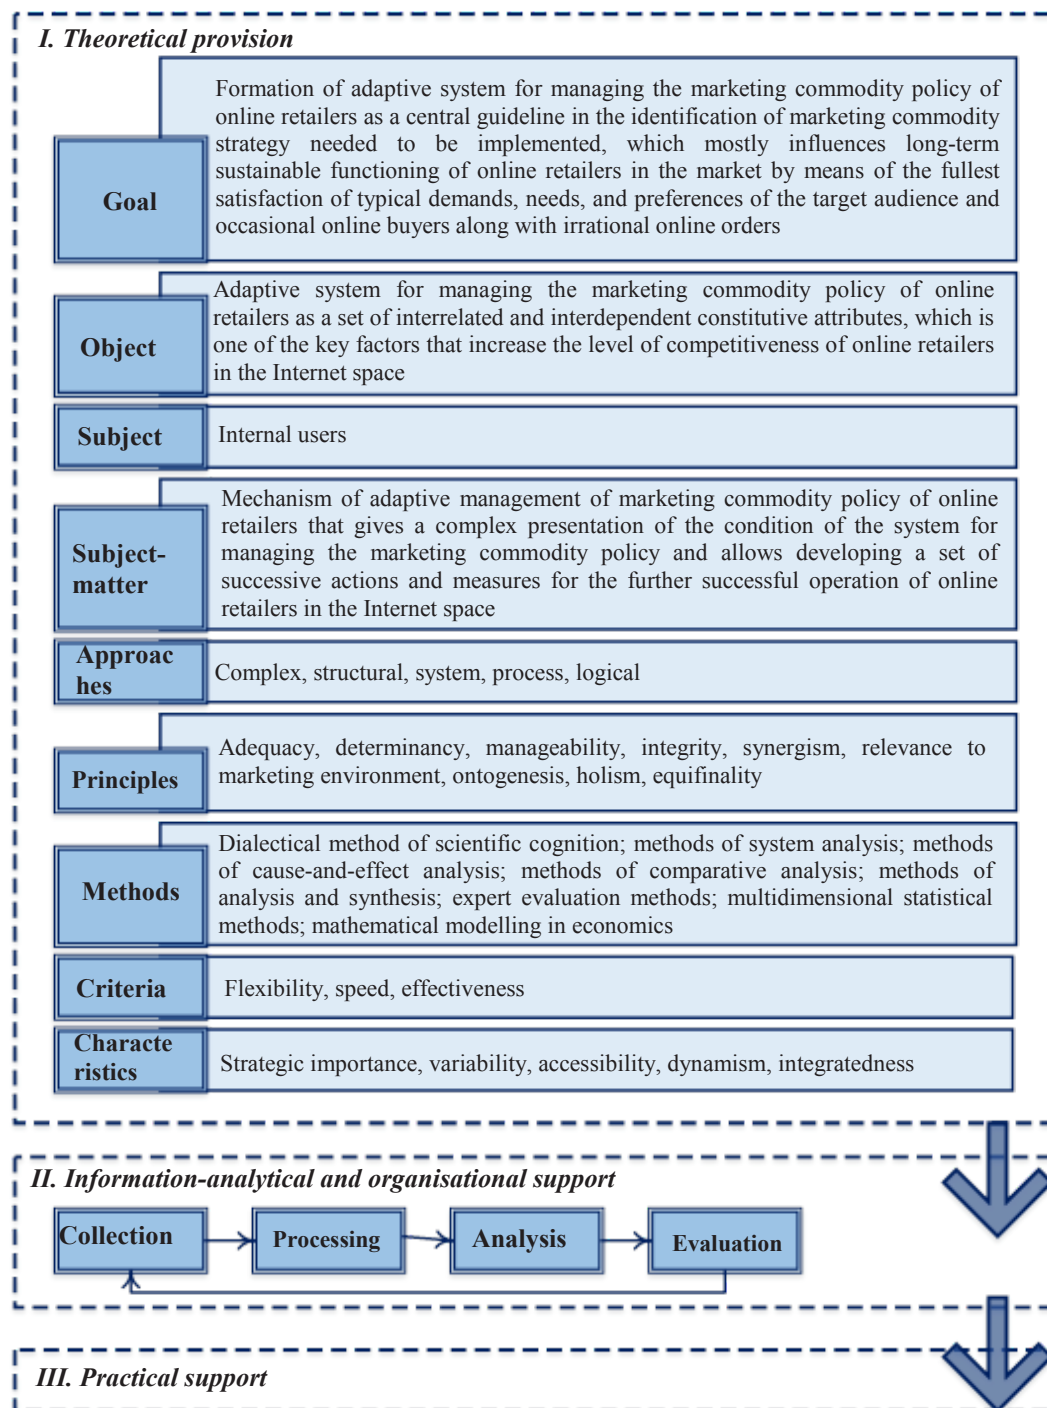 I. Theoretical provision
Goal
Formation of adaptive system for managing the marketing commodity policy of
online retailers as a central guideline in the identification of marketing commodity
strategy needed to be implemented, which mostly influences long-term
sustainable functioning of online retailers in the market by means of the fullest
satisfaction of typical demands, needs, and preferences of the target audience and
occasional online buyers along with irrational online orders
Object
Adaptive system for managing the marketing commodity policy of online
retailers as a set of interrelated and interdependent constitutive attributes, which is
one of the key factors that increase the level of competitiveness of online retailers
in the Internet space
Subject
Internal users
Subject-
matter
Mechanism of adaptive management of marketing commodity policy of online
retailers that gives a complex presentation of the condition of the system for
managing the marketing commodity policy and allows developing a set of
successive actions and measures for the further successful operation of online
retailers in the Internet space
Approac
hes
Complex, structural, system, process, logical
Principles
Adequacy, determinancy, manageability, integrity, synergism, relevance to
marketing environment, ontogenesis, holism, equifinality
Methods
Dialectical method of scientific cognition; methods of system analysis; methods
of cause-and-effect analysis; methods of comparative analysis; methods of
analysis and synthesis; expert evaluation methods; multidimensional statistical
methods; mathematical modelling in economics
Criteria
Flexibility, speed, effectiveness
Characte
ristics
Strategic importance, variability, accessibility, dynamism, integratedness
II. Information-analytical and organisational support
Collection
Processing
Analysis
Evaluation
III. Practical support